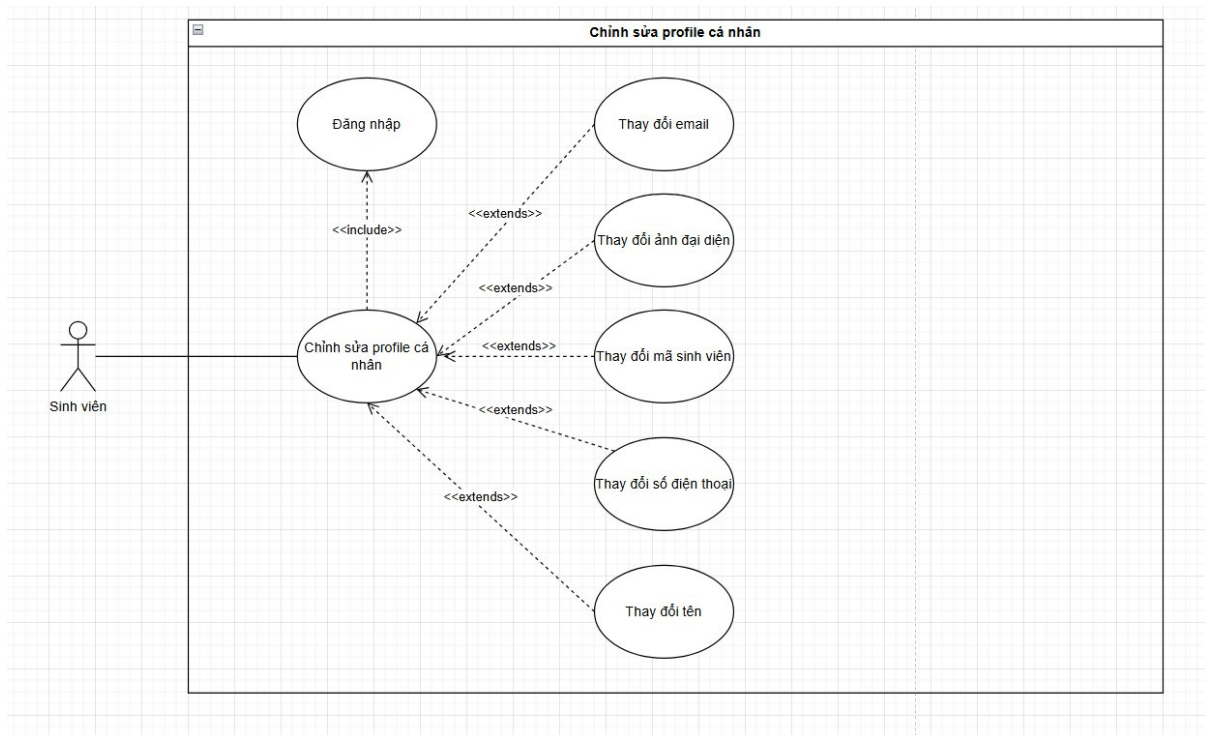 Chỉnh sửa profile cá nhân
Đăng nhập
Thay đổi email
<<extends>>
<<include>>
Thay đổi ảnh đại diện
<<extends>>
Chỉnh sửa profile cá
nhân
<<extends>>
Thay đổi mã sinh viên
Sinh viên
<<extends>>
Thay đổi số điện thoại
<<extends>>
Thay đổi tên